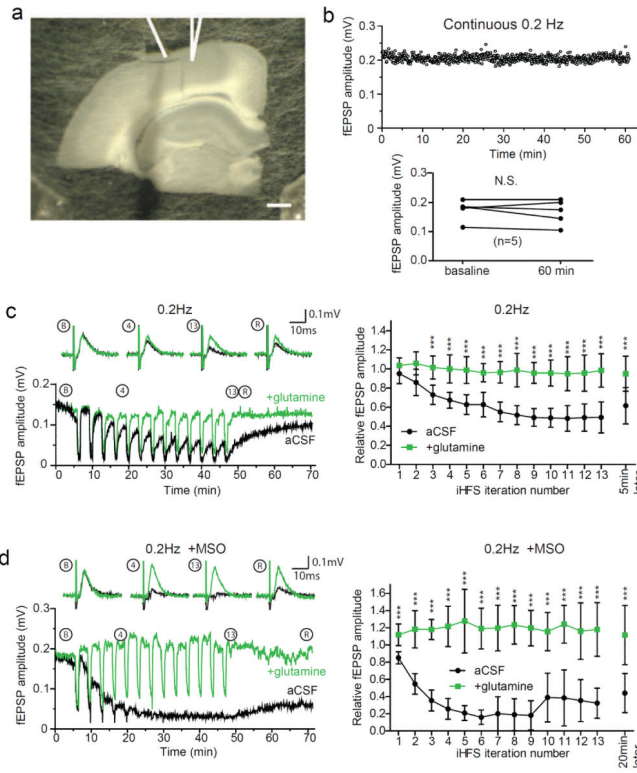 a
b
Continuous 0.2 Hz
fEPSP amplitude (mV)
0.3
0.2
0.1
0.0
0 10 20 30 40 50 60
Time (min)
fEPSP amplitude (mV)
0.3
0.2
0.1
0.0
N.S.
(n=5)
basaline 60 min
c
0.2Hz
B 4 13 R
0.1mV
10ms
fEPSP amplitude (mV)
0.2
0.1
0
B 4 13 R
+glutamine
aCSF
0 10 20 30 40 50 60 70
Time (min)
0.2Hz
Relative fEPSP amplitude
1.4
1.2
1.0
0.8
0.6
0.4
0.2
0.0
*** *** *** *** *** *** *** *** *** *** *** ***
aCSF
+glutamine
1 2 3 4 5 6 7 8 9 10 11 12 13
iHFS iteration number
5min
later
d
0.2Hz +MSO
B 4 13 R
0.1mV
10ms
fEPSP amplitude (mV)
0.3
0.2
0.1
0
B 4 13 R
+glutamine
aCSF
0 10 20 30 40 50 60 70
Time (min)
0.2Hz +MSO
Relative fEPSP amplitude
1.6
1.4
1.2
1.0
0.8
0.6
0.4
0.2
0
*** *** *** *** *** *** *** *** *** *** *** *** *** ***
aCSF
+glutamine
1 2 3 4 5 6 7 8 9 10 11 12 13
iHFS iteration number
20min
later